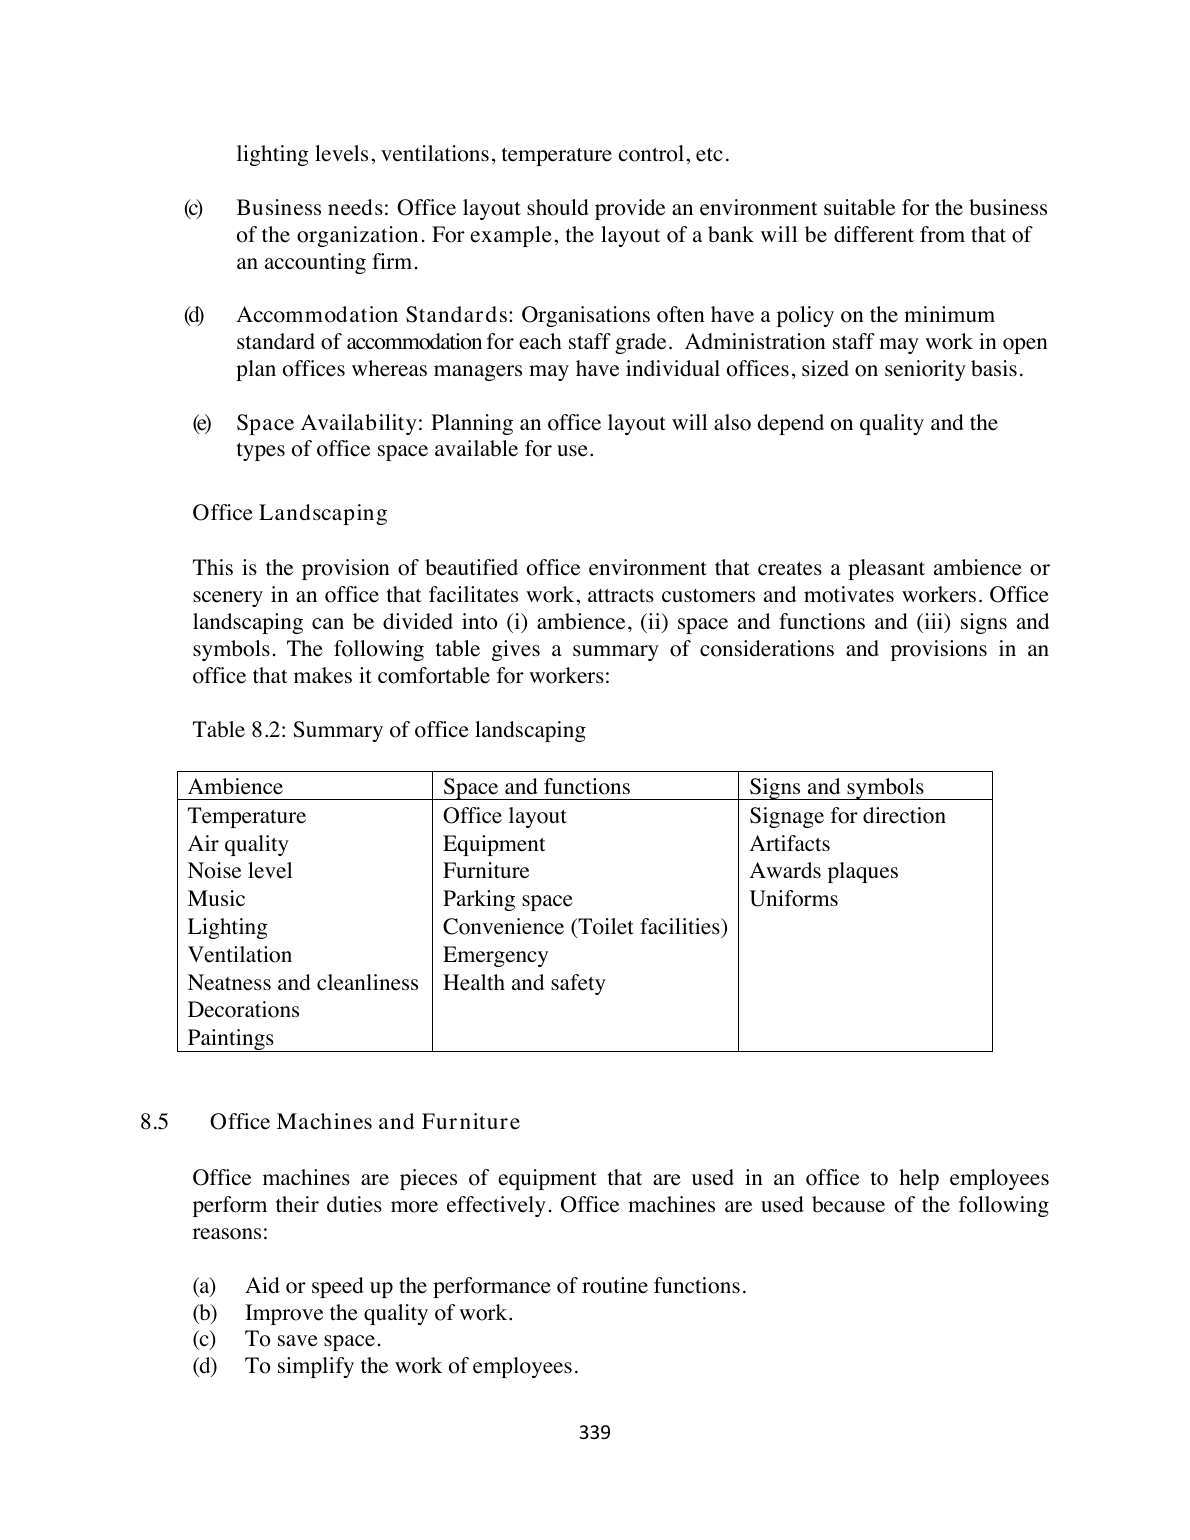 lighting levels, ventilations, temperature control, etc.
(c) Business needs: Office layout should provide an environment suitable for the business
of the organization. For example, the layout of a bank will be different from that of
an accounting firm.
(d) Accommodation Standards: Organisations often have a policy on the minimum
standard of accommodation for each staff grade. Administration staff may work in open
plan offices whereas managers may have individual offices, sized on seniority basis.
(e) Space Availability: Planning an office layout will also depend on quality and the
types of office space available for use.
Office Landscaping
This is the provision of beautified office environment that creates a pleasant ambience or
scenery in an office that facilitates work, attracts customers and motivates workers. Office
landscaping can be divided into (i) ambience, (ii) space and functions and (iii) signs and
symbols. The following table gives a summary of considerations and provisions in an
office that makes it comfortable for workers:
Table 8.2: Summary of office landscaping
Ambience Space and functions Signs and symbols
Temperature Office layout Signage for direction
Air quality Equipment Artifacts
Noise level Furniture Awards plaques
Music Parking space Uniforms
Lighting Convenience (Toilet facilities)
Ventilation Emergency
Neatness and cleanliness Health and safety
Decorations
Paintings
8.5 Office Machines and Furniture
Office machines are pieces of equipment that are used in an office to help employees
perform their duties more effectively. Office machines are used because of the following
reasons:
(a) Aid or speed up the performance of routine functions.
(b) Improve the quality of work.
(c) To save space.
(d) To simplify the work of employees.
339